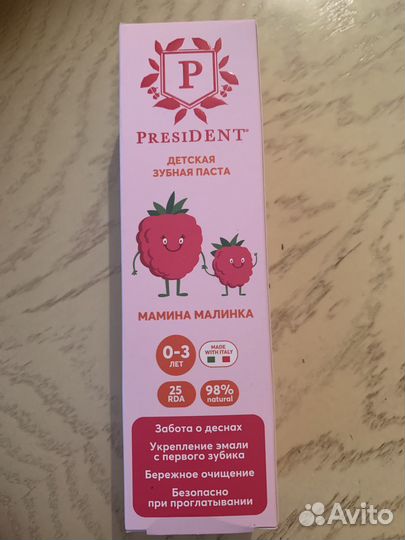 P
PRESIDENT®
ДЕТСКАЯ
ЗУБНАЯ ПАСТА
МАМИНА МАЛИНКА
0-3
ЛЕТ
MADE
WITH ITALY
25
RDA
98%
natural
Забота о деснах
Укрепление эмали
с первого зубика
Бережное очищение
Безопасно
при проглатывании
Avito